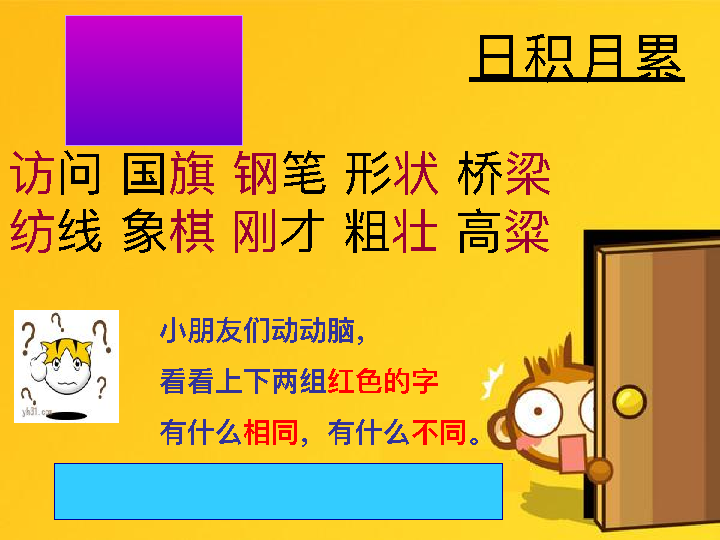 日积月累
访问 国旗 钢笔 形状 桥梁
纺线 象棋 刚才 粗壮 高粱
小朋友们动动脑，
看看上下两组红色的字
有什么相同，有什么不同。